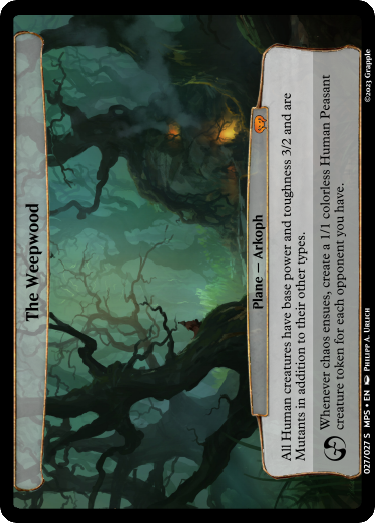 The Weepwood
Plane — Arkoph
All Human creatures have base power and toughness 3/2 and are
Mutants in addition to their other types.
Whenever chaos ensues, create a 1/1 colorless Human Peasant
creature token for each opponent you have.
027/027 S MPS • EN Philipp A. Urlich
©2023 Grapple